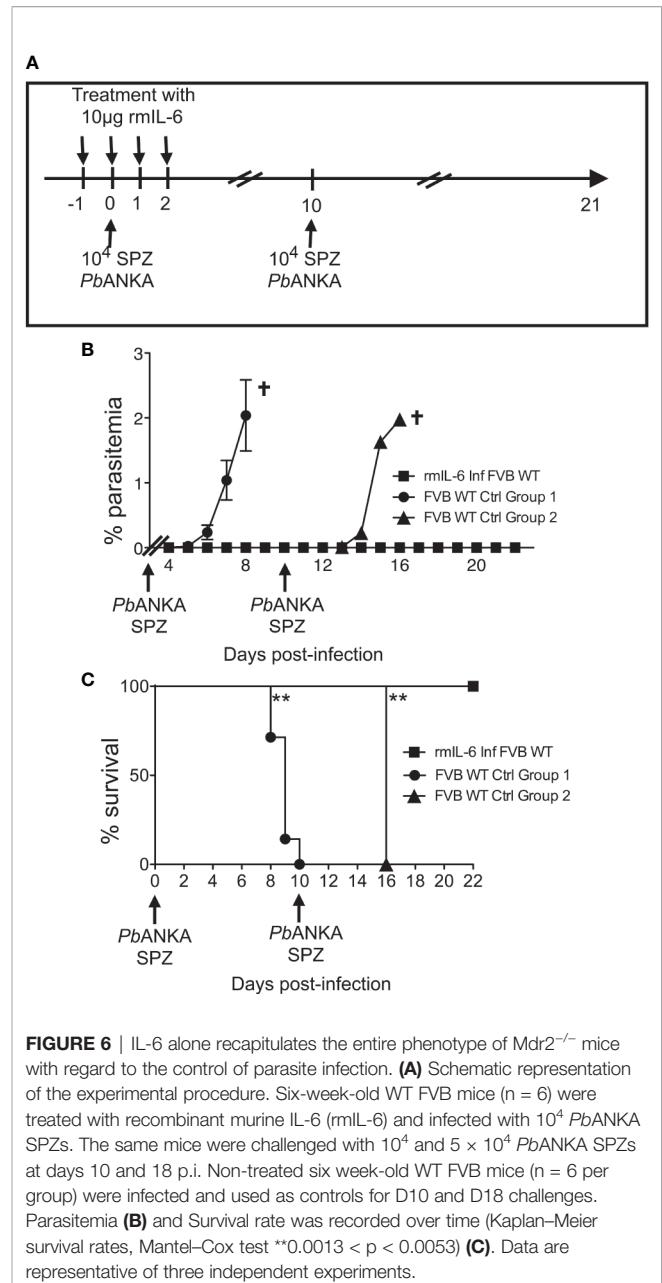 A
Treatment with
10µg rmIL-6
-1 0 1 2 10 21
10⁴ SPZ 10⁴ SPZ
PbANKA PbANKA
B
% parasitemia
3
2
1
0
✝ ✝
rmIL-6 Inf FVB WT
FVB WT Ctrl Group 1
FVB WT Ctrl Group 2
4 8 12 16 20
PbANKA PbANKA
SPZ SPZ
Days post-infection
C
% survival
100
50
0
** **
rmIL-6 Inf FVB WT
FVB WT Ctrl Group 1
FVB WT Ctrl Group 2
0 2 4 6 8 10 12 14 16 18 20 22
PbANKA PbANKA
SPZ SPZ
Days post-infection
FIGURE 6 | IL-6 alone recapitulates the entire phenotype of Mdr2⁻/⁻ mice
with regard to the control of parasite infection. (A) Schematic representation
of the experimental procedure. Six-week-old WT FVB mice (n = 6) were
treated with recombinant murine IL-6 (rmIL-6) and infected with 10⁴ PbANKA
SPZs. The same mice were challenged with 10⁴ and 5 × 10⁴ PbANKA SPZs
at days 10 and 18 p.i. Non-treated six week-old WT FVB mice (n = 6 per
group) were infected and used as controls for D10 and D18 challenges.
Parasitemia (B) and Survival rate was recorded over time (Kaplan–Meier
survival rates, Mantel–Cox test **0.0013 < p < 0.0053) (C). Data are
representative of three independent experiments.